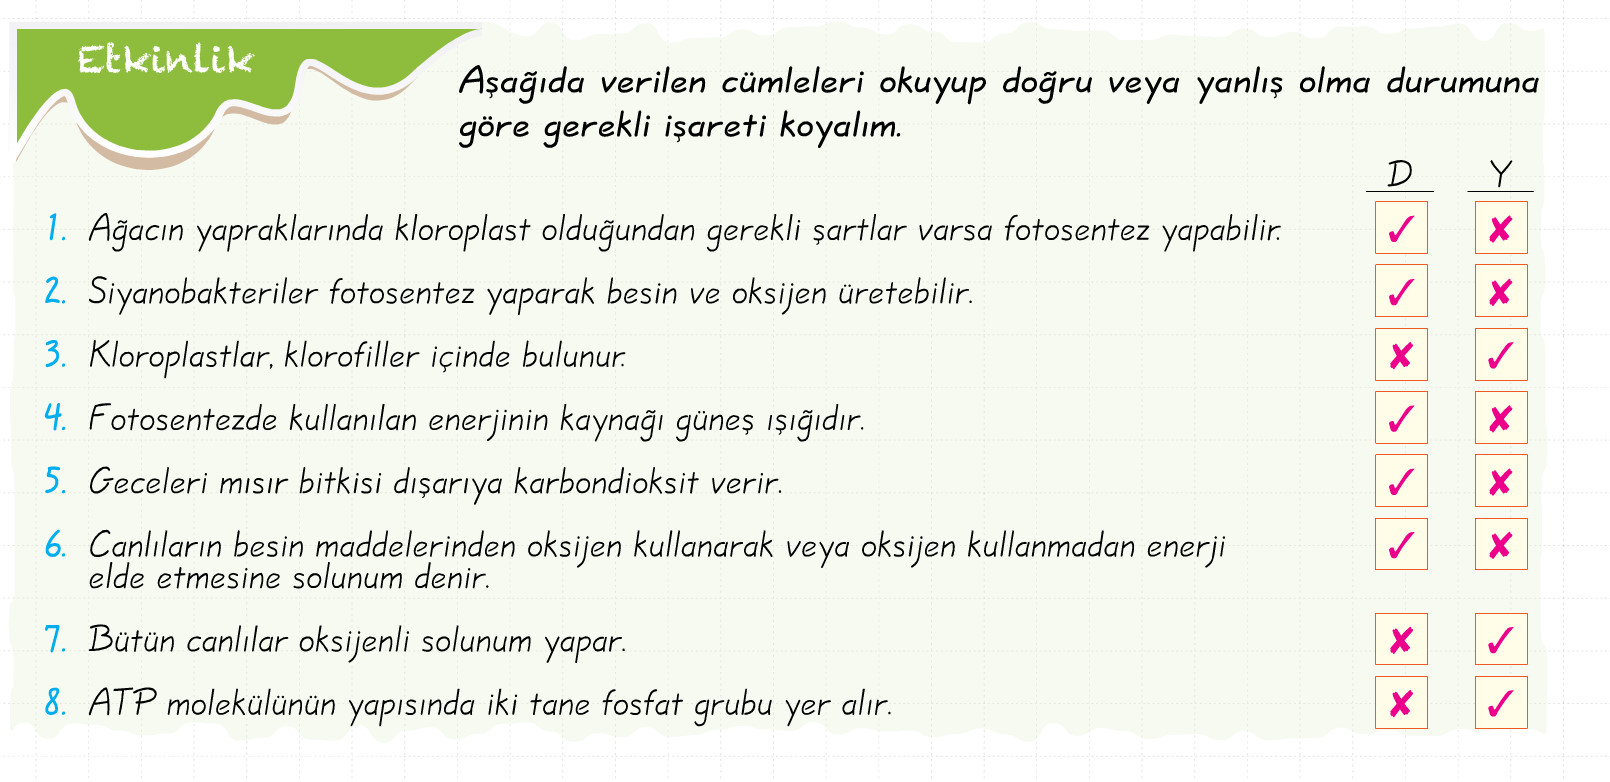 Etkinlik
Aşağıda verilen cümleleri okuyup doğru veya yanlış olma durumuna
göre gerekli işareti koyalım.
D Y
1. Ağacın yapraklarında kloroplast olduğundan gerekli şartlar varsa fotosentez yapabilir. ✓ ✘
2. Siyanobakteriler fotosentez yaparak besin ve oksijen üretebilir. ✓ ✘
3. Kloroplastlar, klorofiller içinde bulunur. ✘ ✓
4. Fotosentezde kullanılan enerjinin kaynağı güneş ışığıdır. ✓ ✘
5. Geceleri mısır bitkisi dışarıya karbondioksit verir. ✓ ✘
6. Canlıların besin maddelerinden oksijen kullanarak veya oksijen kullanmadan enerji ✓ ✘
elde etmesine solunum denir.
7. Bütün canlılar oksijenli solunum yapar. ✘ ✓
8. ATP molekülünün yapısında iki tane fosfat grubu yer alır. ✘ ✓